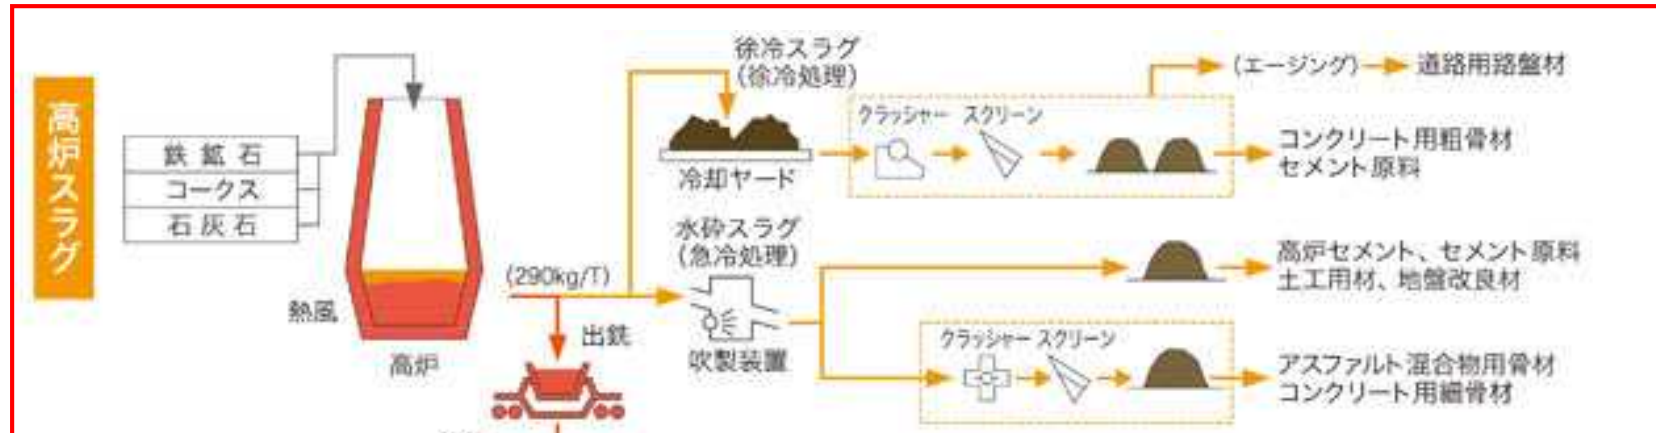 高炉スラグ
鉄鉱石
コークス
石灰石
熱風
高炉
(290kg/T)
出銑
徐冷スラグ
(徐冷処理)
冷却ヤード
クラッシャー スクリーン
(エージング)
道路用路盤材
コンクリート用粗骨材
セメント原料
水砕スラグ
(急冷処理)
吹製装置
高炉セメント、セメント原料
土工用材、地盤改良材
クラッシャー スクリーン
アスファルト混合物用骨材
コンクリート用細骨材